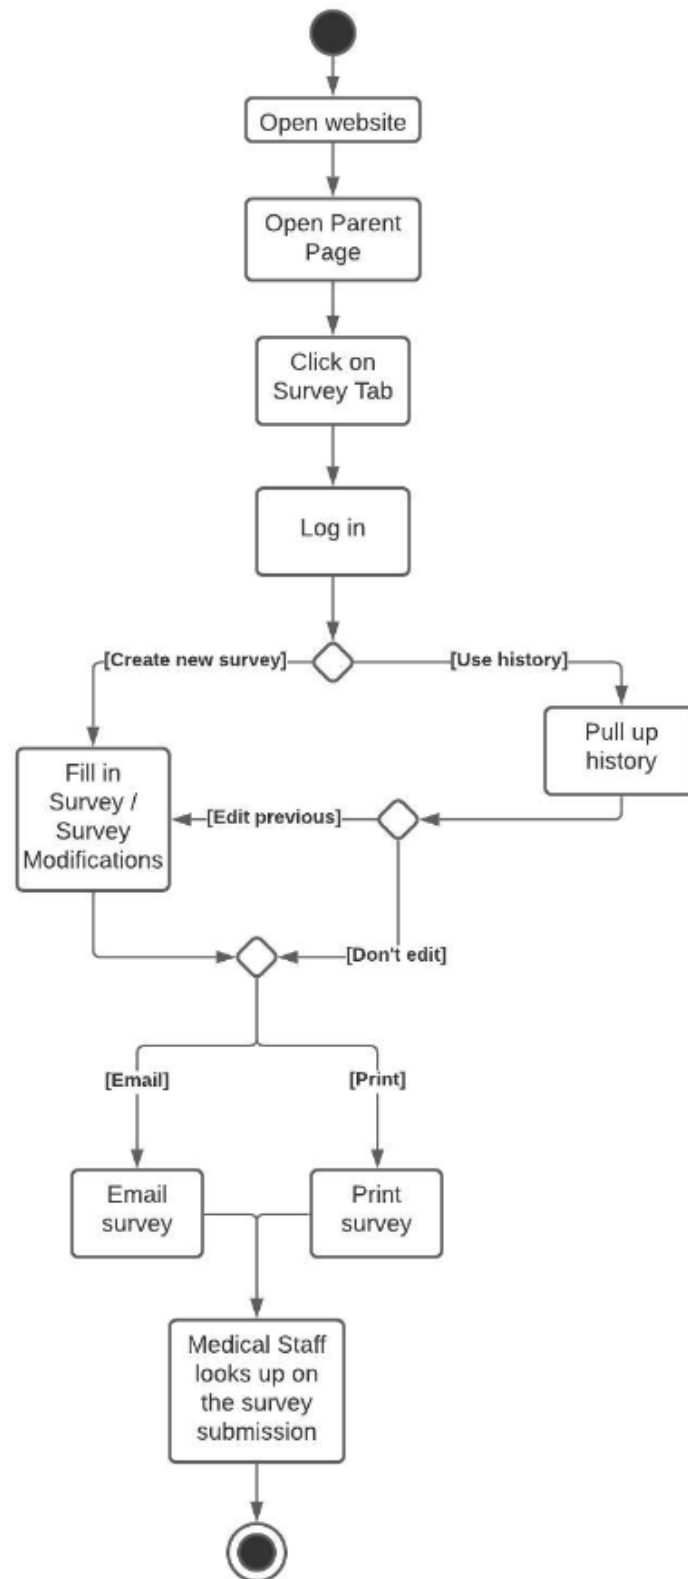 Open website
Open Parent
Page
Click on
Survey Tab
Log in
[Create new survey]
[Use history]
Pull up
history
Fill in
Survey /
Survey
Modifications
[Edit previous]
[Don't edit]
[Email]
[Print]
Email
survey
Print
survey
Medical Staff
looks up on
the survey
submission